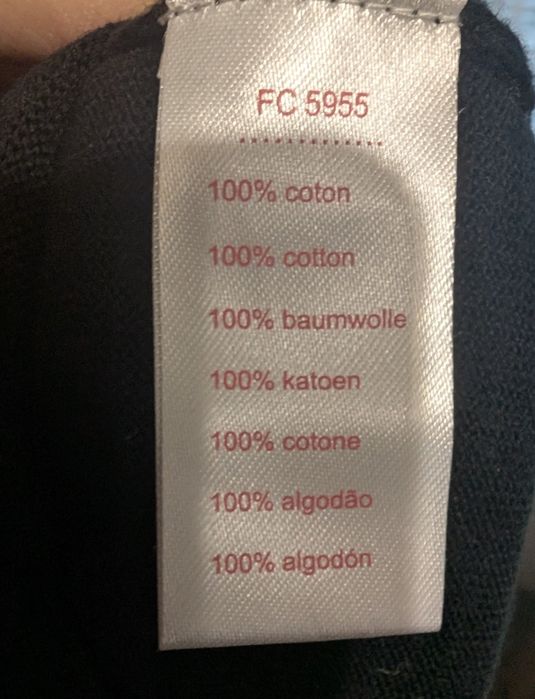 FC 5955
100% coton
100% cotton
100% baumwolle
100% katoen
100% cotone
100% algodão
100% algodón